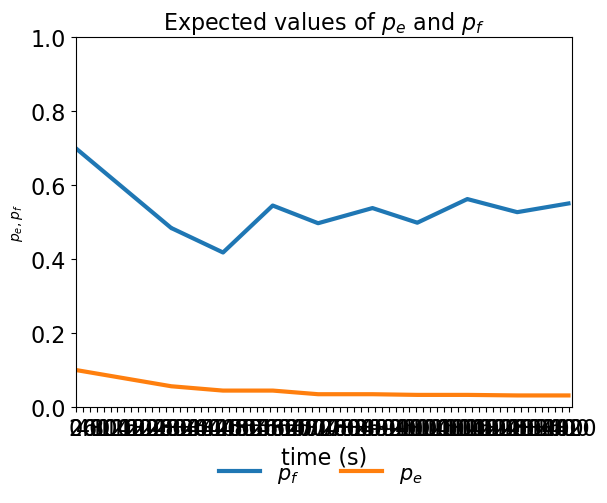 Expected values of p_e and p_f
1.0
0.8
0.6
0.4
0.2
0.0
p_e, p_f
time (s)
p_f
p_e